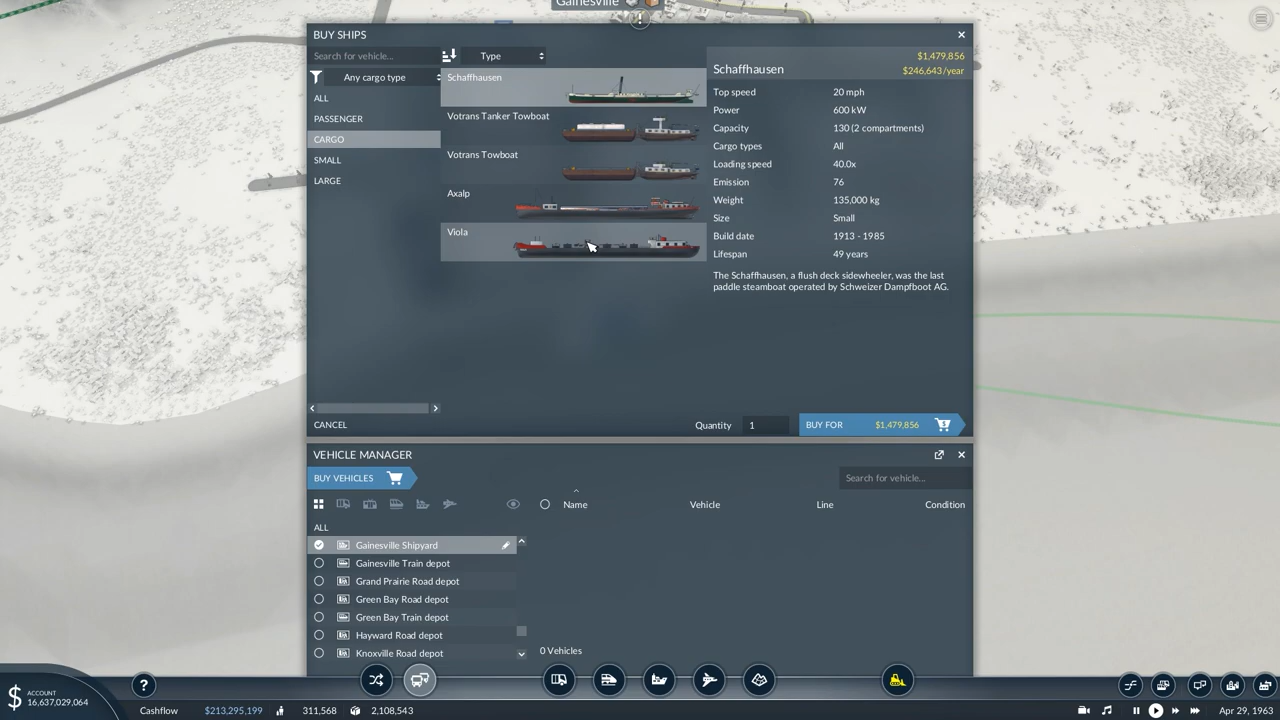 Gainesville
BUY SHIPS
Search for vehicle...
Type
Any cargo type
ALL
PASSENGER
CARGO
SMALL
LARGE
Schaffhausen
Votrans Tanker Towboat
Votrans Towboat
Axalp
Viola
$1,479,856
Schaffhausen
$246,643/year
Top speed 20 mph
Power 600 kW
Capacity 130 (2 compartments)
Cargo types All
Loading speed 40.0x
Emission 76
Weight 135,000 kg
Size Small
Build date 1913 - 1985
Lifespan 49 years
The Schaffhausen, a flush deck sidewheeler, was the last
paddle steamboat operated by Schweizer Dampfboot AG.
CANCEL
Quantity 1
BUY FOR $1,479,856
VEHICLE MANAGER
BUY VEHICLES
Search for vehicle...
Name Vehicle Line Condition
ALL
Gainesville Shipyard
Gainesville Train depot
Grand Prairie Road depot
Green Bay Road depot
Green Bay Train depot
Hayward Road depot
Knoxville Road depot
0 Vehicles
$ ACCOUNT
16,637,029,064
?
Cashflow $213,295,199 311,568 2,108,543
Apr 29, 1963